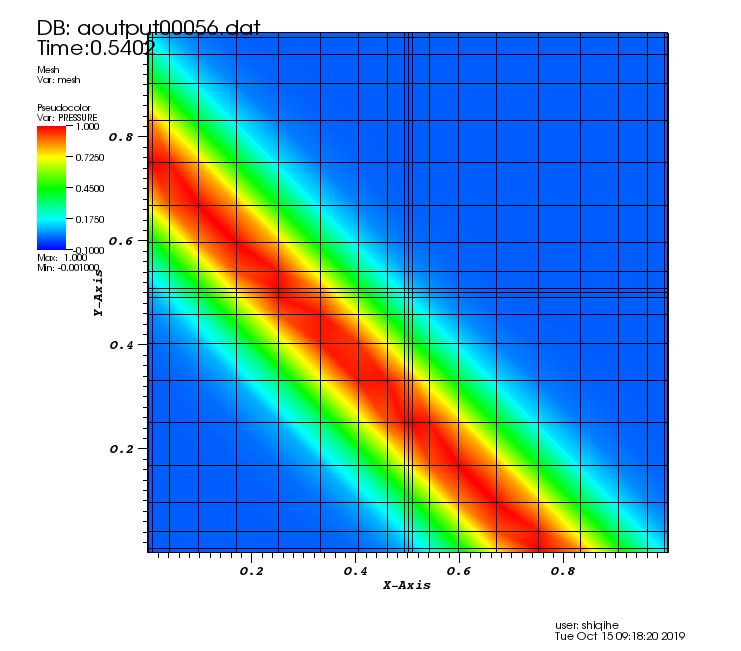 DB: aoutput00056.dat
Time:0.5402
Mesh
Var: mesh
Pseudocolor
Var: PRESSURE
1.000
0.7250
0.4500
0.1750
-0.1000
Max: 1.000
Min: -0.001000
Y-Axis
0.8
0.6
0.4
0.2
0.2 0.4 0.6 0.8
X-Axis
user: shiqihe
Tue Oct 15 09:18:20 2019